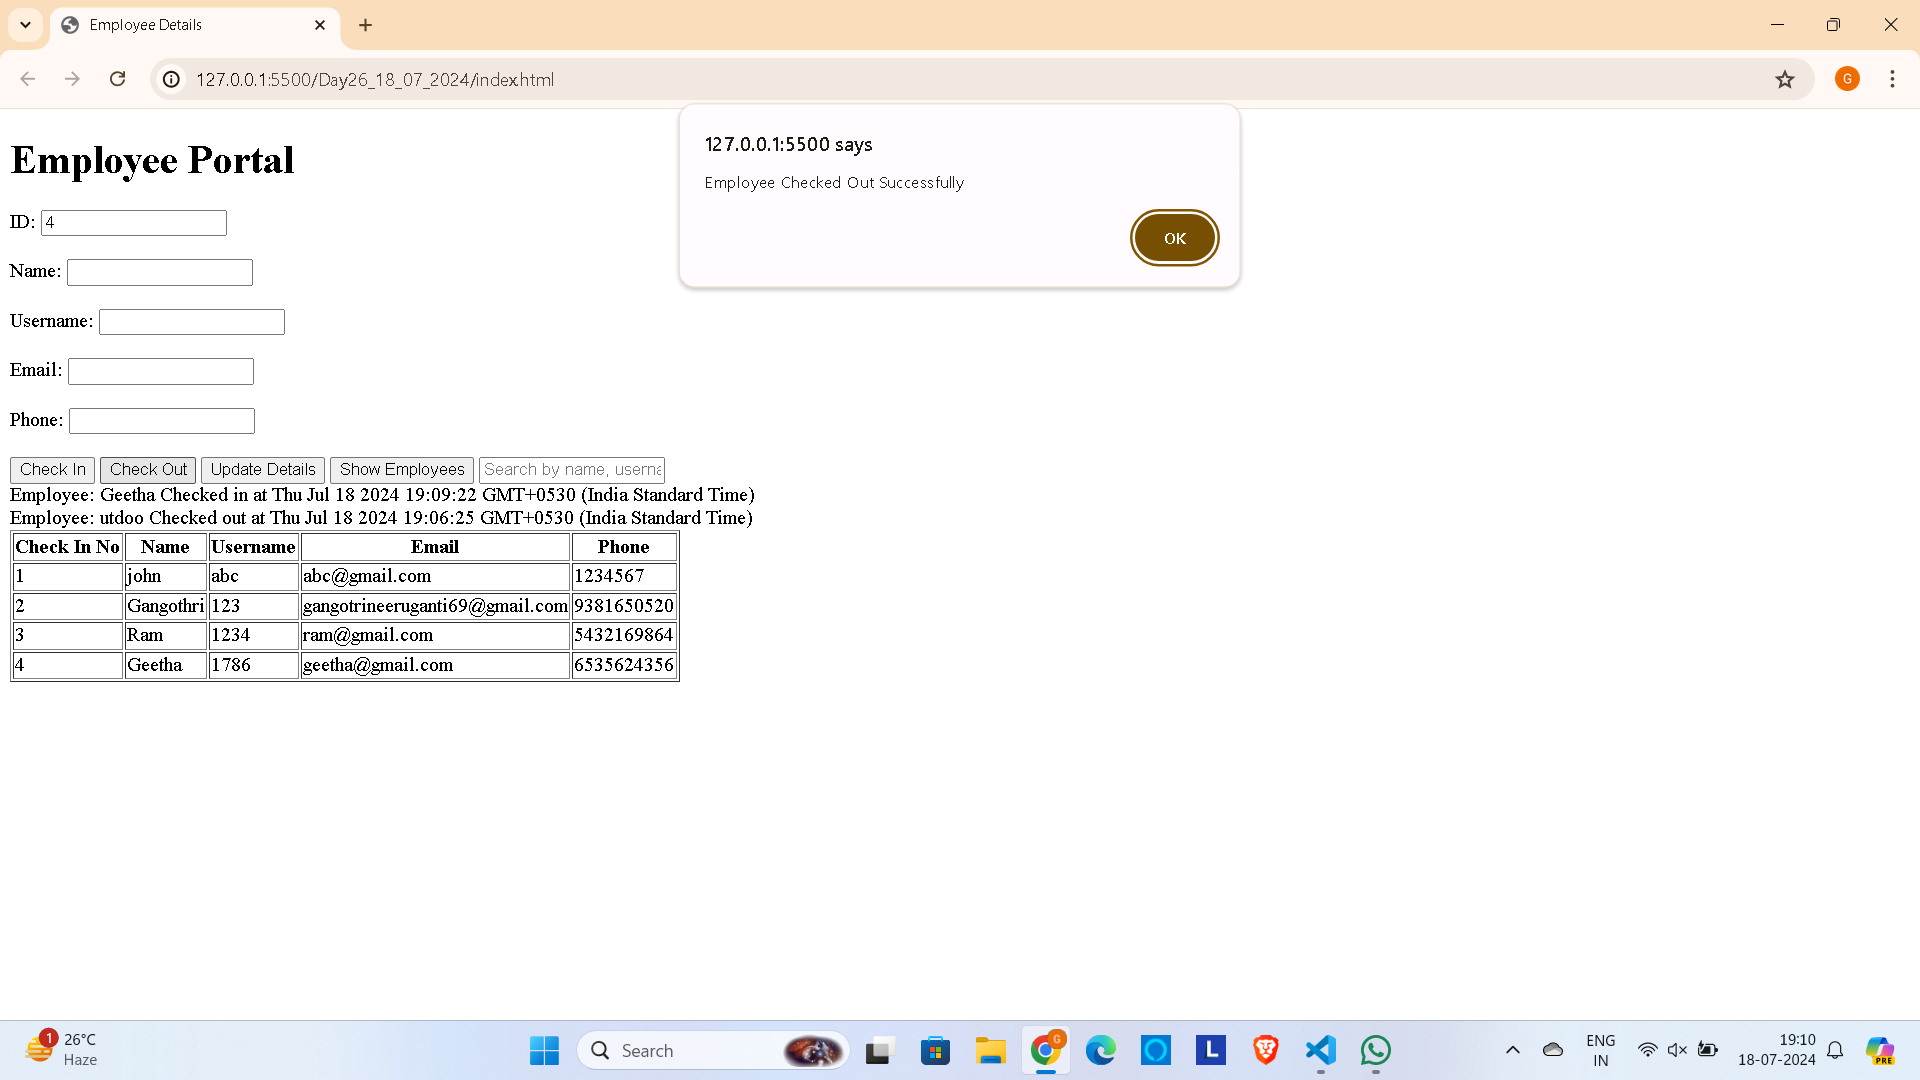 Employee Details
127.0.0.1:5500/Day26_18_07_2024/index.html
G
127.0.0.1:5500 says
Employee Checked Out Successfully
OK
Employee Portal
ID: 4
Name:
Username:
Email:
Phone:
Check In Check Out Update Details Show Employees Search by name, userna
Employee: Geetha Checked in at Thu Jul 18 2024 19:09:22 GMT+0530 (India Standard Time)
Employee: utdoo Checked out at Thu Jul 18 2024 19:06:25 GMT+0530 (India Standard Time)
Check In No Name Username Email Phone
1 john abc abc@gmail.com 1234567
2 Gangothri 123 gangotrineeruganti69@gmail.com 9381650520
3 Ram 1234 ram@gmail.com 5432169864
4 Geetha 1786 geetha@gmail.com 6535624356
1 26°C
Haze
Search
G
L
ENG
IN
19:10
18-07-2024
PRE